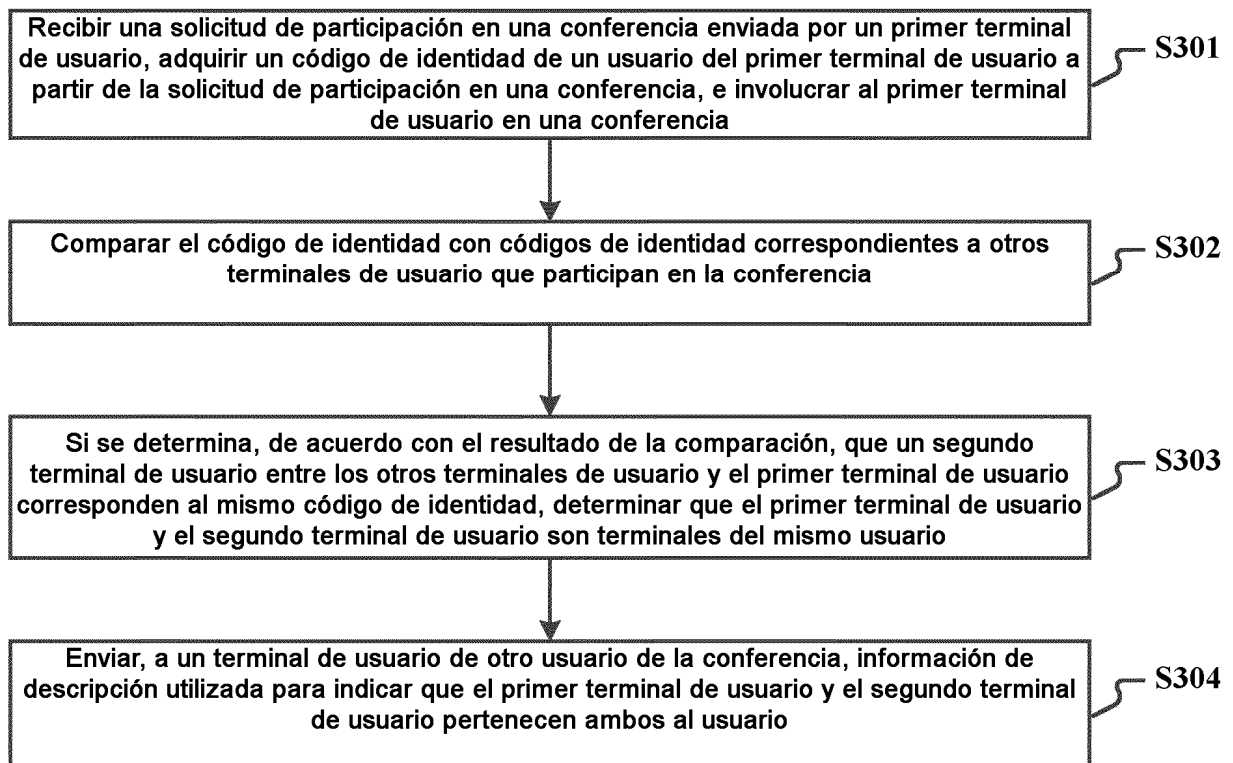 Recibir una solicitud de participación en una conferencia enviada por un primer terminal
de usuario, adquirir un código de identidad de un usuario del primer terminal de usuario a
partir de la solicitud de participación en una conferencia, e involucrar al primer terminal
de usuario en una conferencia
S301
Comparar el código de identidad con códigos de identidad correspondientes a otros
terminales de usuario que participan en la conferencia
S302
Si se determina, de acuerdo con el resultado de la comparación, que un segundo
terminal de usuario entre los otros terminales de usuario y el primer terminal de usuario
corresponden al mismo código de identidad, determinar que el primer terminal de usuario
y el segundo terminal de usuario son terminales del mismo usuario
S303
Enviar, a un terminal de usuario de otro usuario de la conferencia, información de
descripción utilizada para indicar que el primer terminal de usuario y el segundo terminal
de usuario pertenecen ambos al usuario
S304